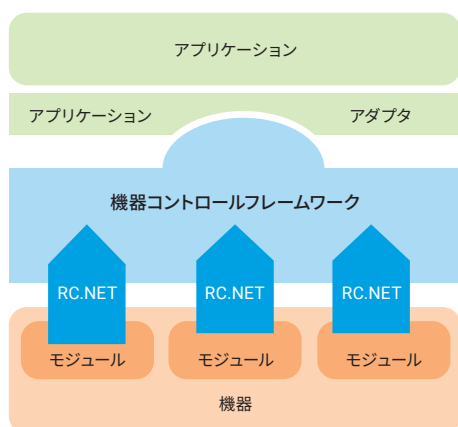 アプリケーション
アプリケーション アダプタ
機器コントロールフレームワーク
RC.NET RC.NET RC.NET
モジュール モジュール モジュール
機器